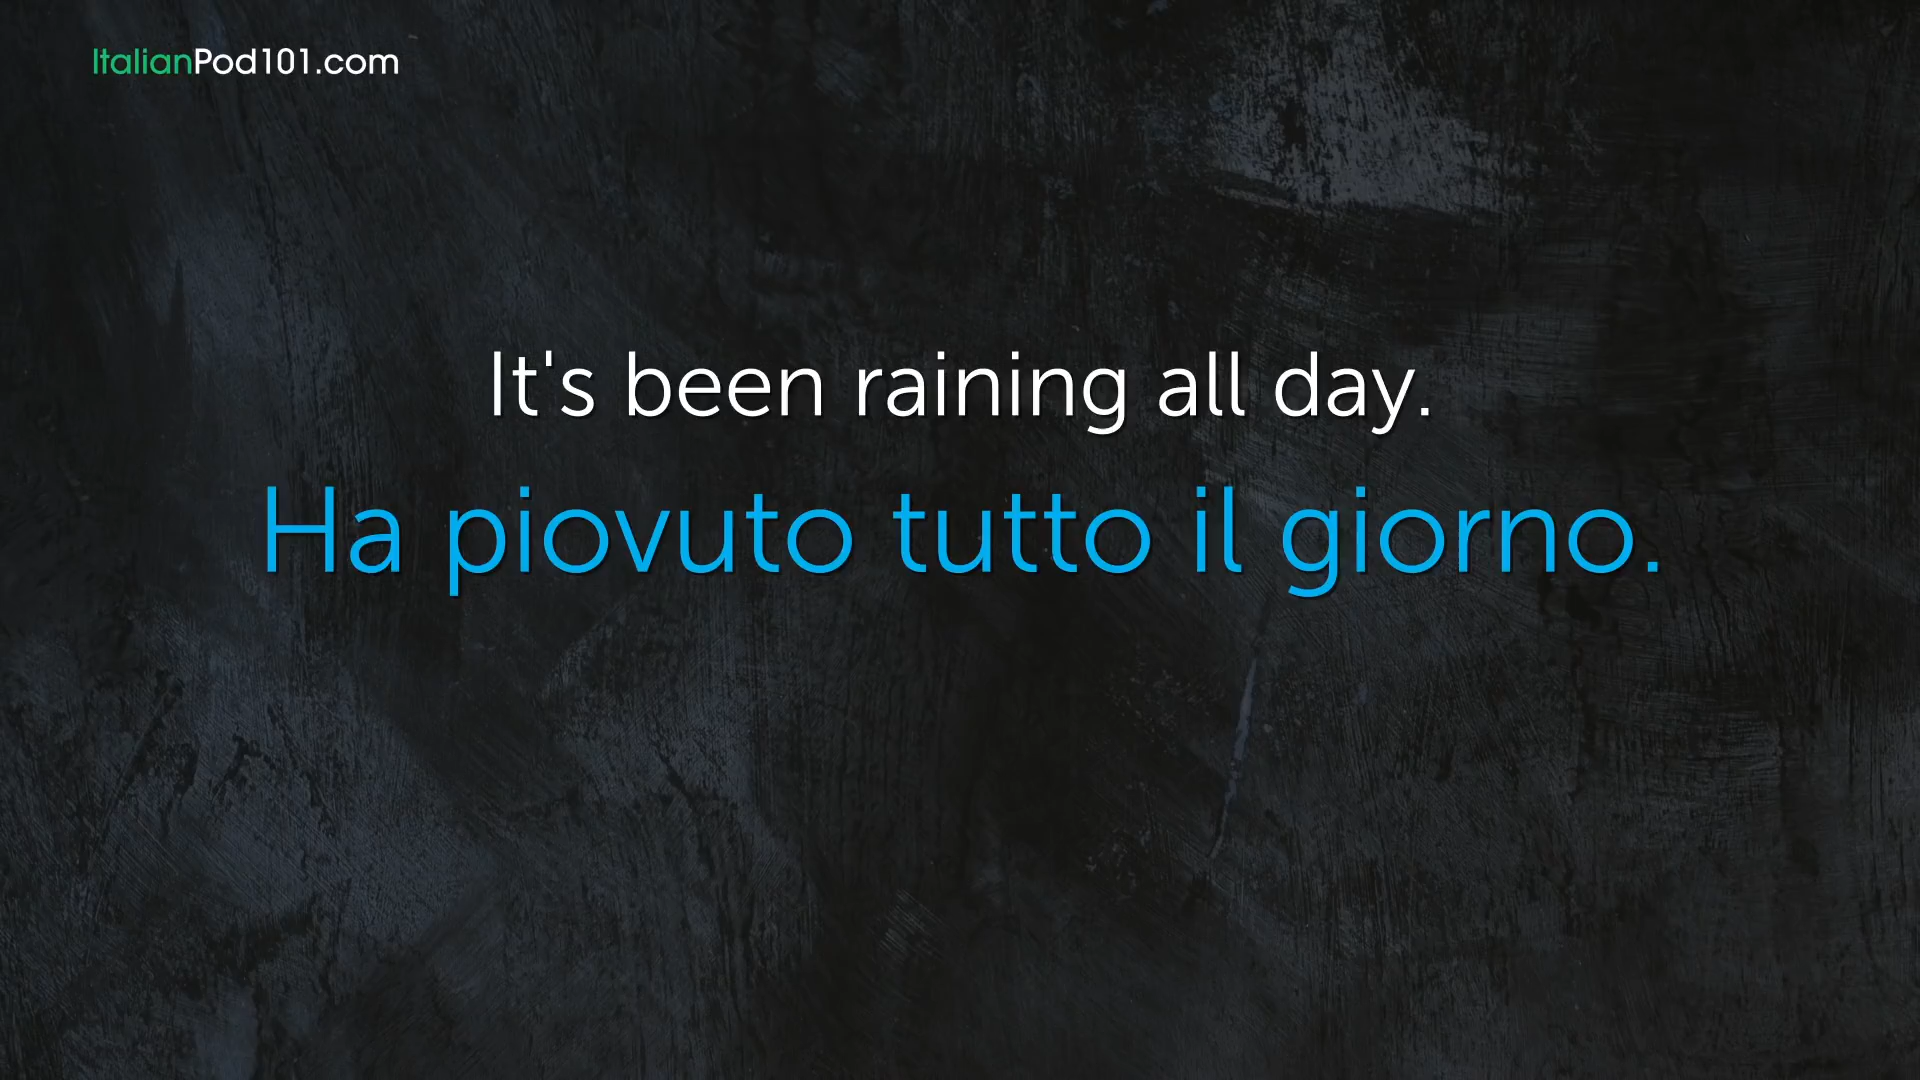 ItalianPod101.com
It's been raining all day.
Ha piovuto tutto il giorno.